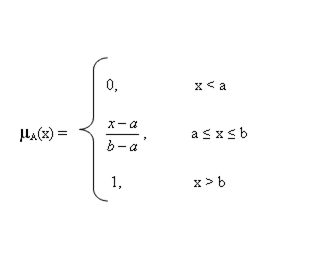 0, x < a
μA(x) = x − a / b − a , a ≤ x ≤ b
1, x > b